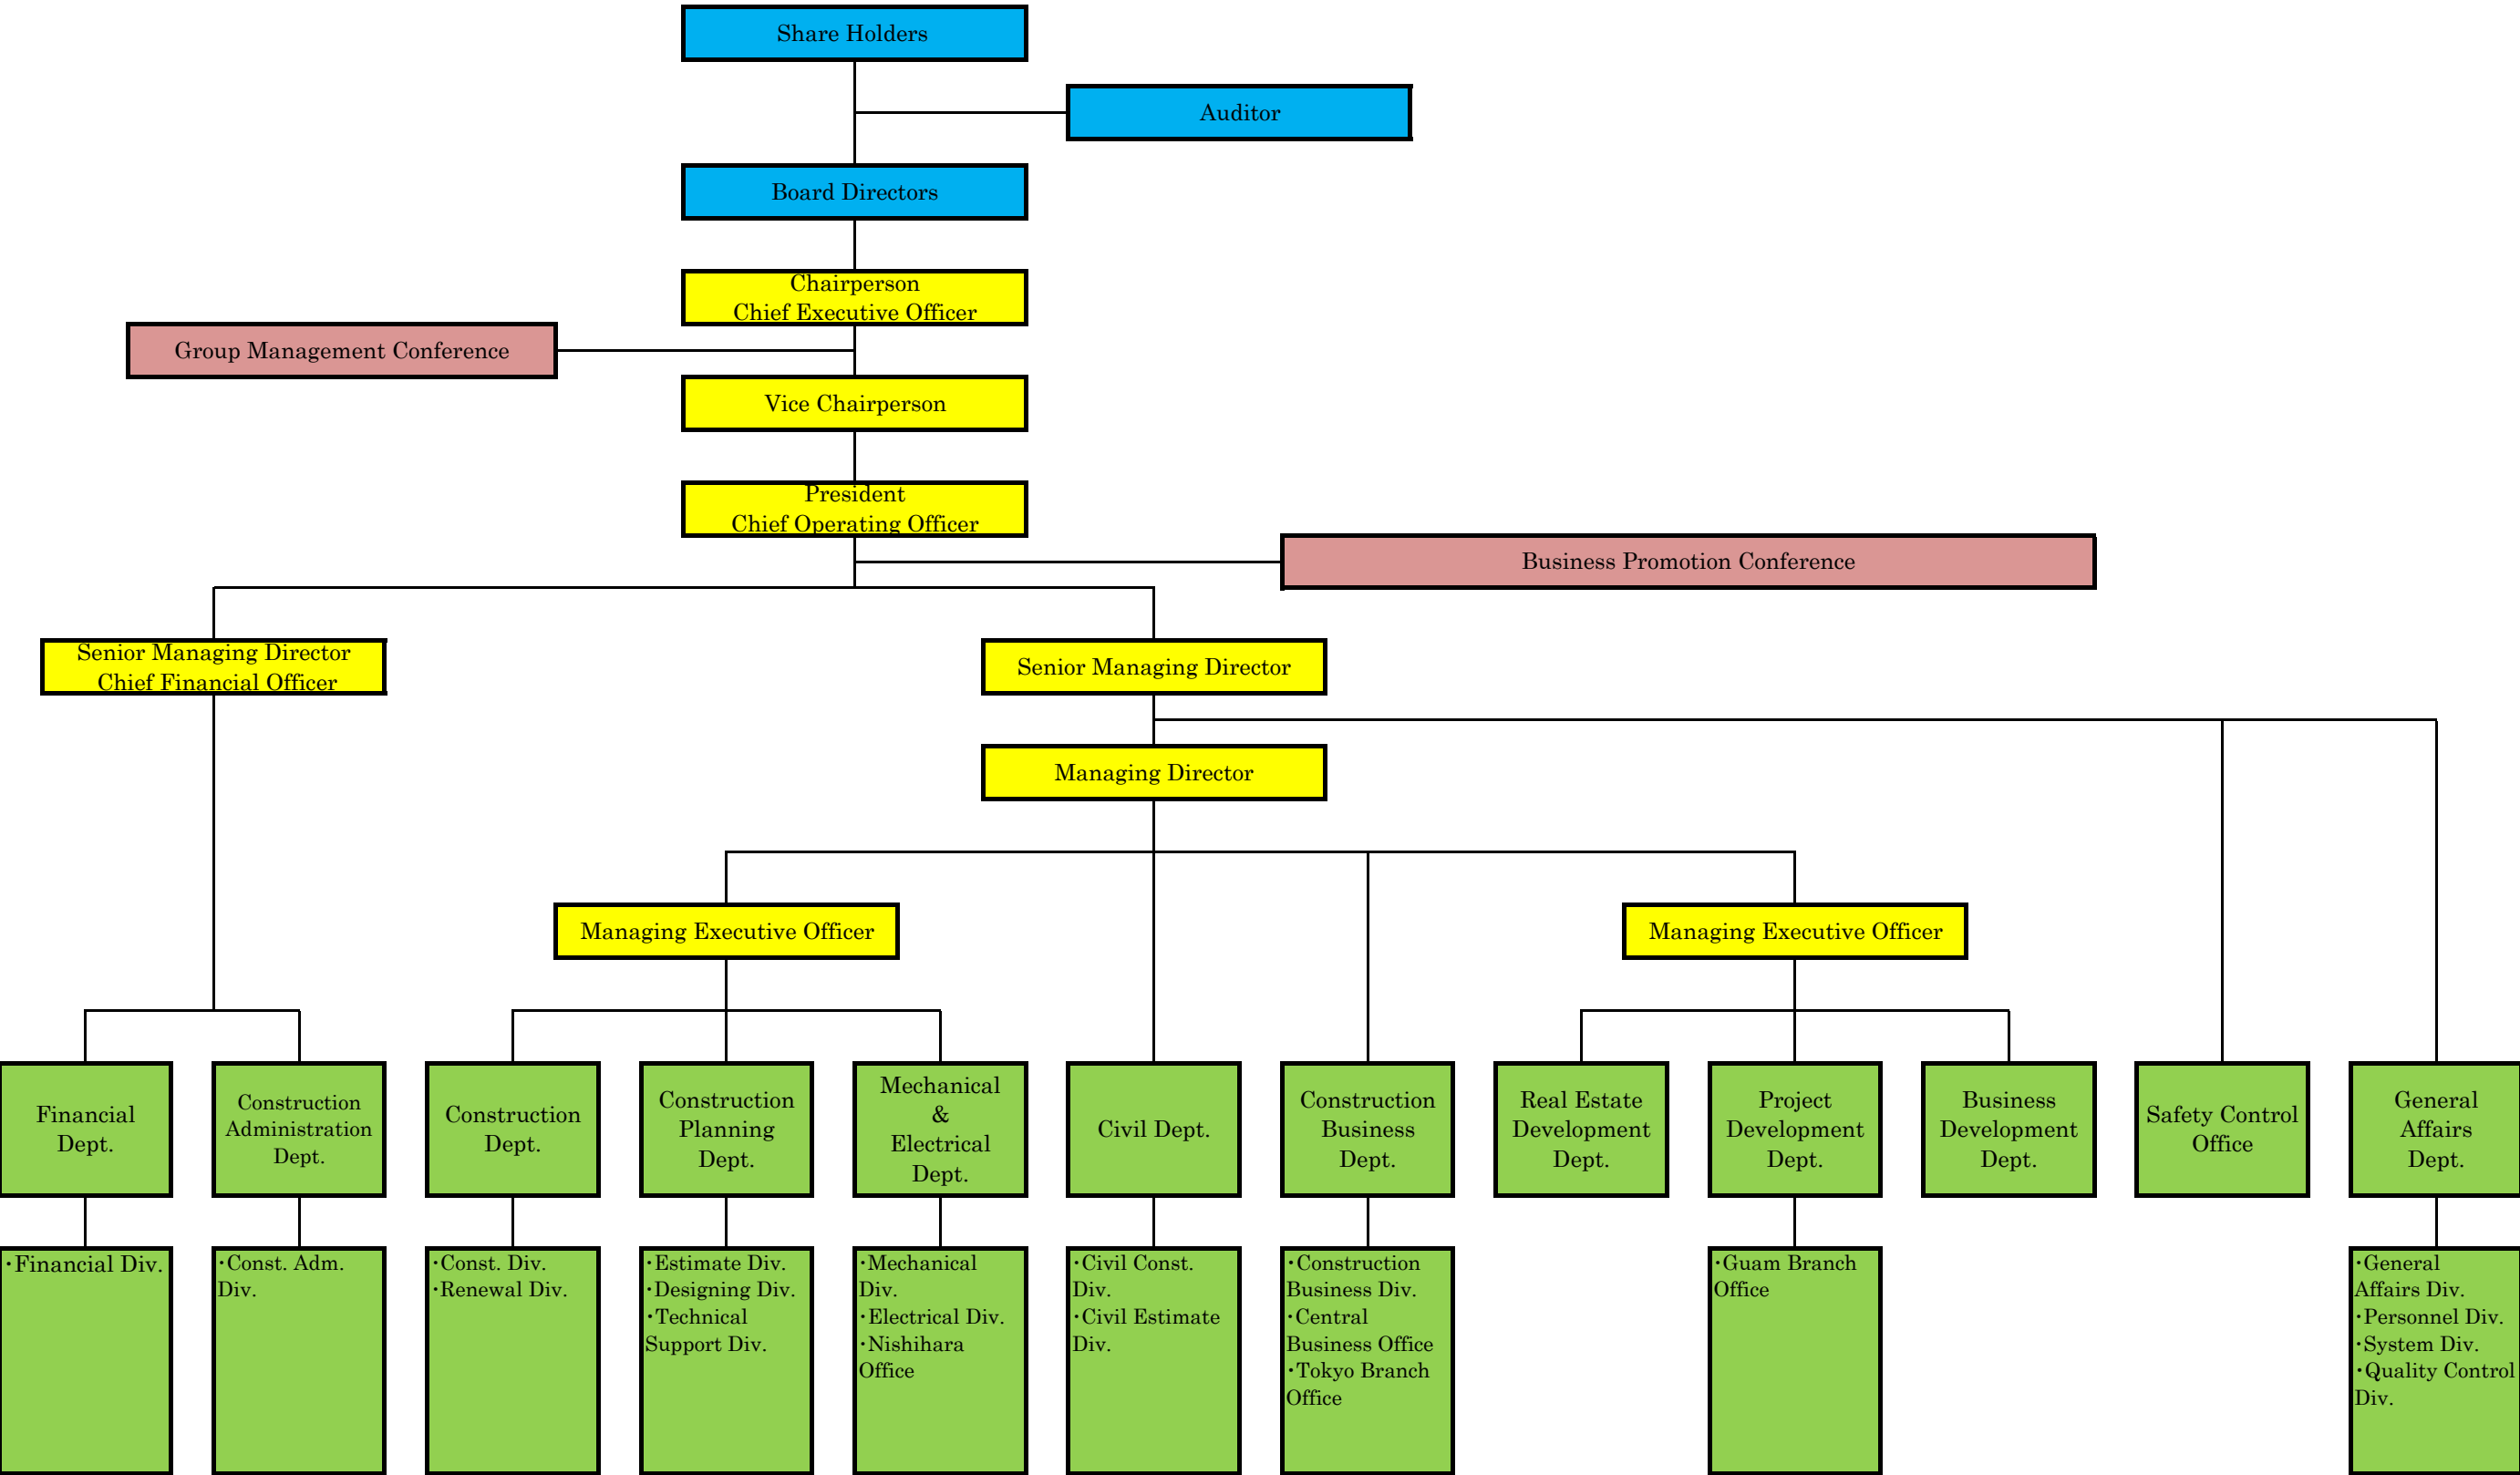 Share Holders
Auditor
Board Directors
Chairperson
Chief Executive Officer
Group Management Conference
Vice Chairperson
President
Chief Operating Officer
Business Promotion Conference
Senior Managing Director
Chief Financial Officer
Senior Managing Director
Managing Director
Managing Executive Officer
Managing Executive Officer
Financial
Dept.
Construction
Administration
Dept.
Construction
Dept.
Construction
Planning
Dept.
Mechanical
&
Electrical
Dept.
Civil Dept.
Construction
Business
Dept.
Real Estate
Development
Dept.
Project
Development
Dept.
Business
Development
Dept.
Safety Control
Office
General
Affairs
Dept.
・Financial Div.
・Const. Adm.
Div.
・Const. Div.
・Renewal Div.
・Estimate Div.
・Designing Div.
・Technical
Support Div.
・Mechanical
Div.
・Electrical Div.
・Nishihara
Office
・Civil Const.
Div.
・Civil Estimate
Div.
・Construction
Business Div.
・Central
Business Office
・Tokyo Branch
Office
・Guam Branch
Office
・General
Affairs Div.
・Personnel Div.
・System Div.
・Quality Control
Div.